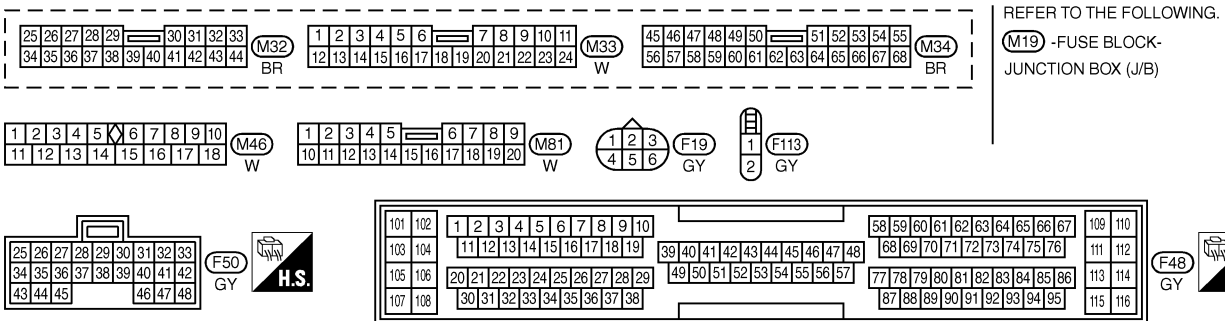 25 26 27 28 29 30 31 32 33
34 35 36 37 38 39 40 41 42 43 44
M32
BR
1 2 3 4 5 6 7 8 9 10 11
12 13 14 15 16 17 18 19 20 21 22 23 24
M33
W
45 46 47 48 49 50 51 52 53 54 55
56 57 58 59 60 61 62 63 64 65 66 67 68
M34
BR
REFER TO THE FOLLOWING.
M19 -FUSE BLOCK-
JUNCTION BOX (J/B)
1 2 3 4 5 6 7 8 9 10
11 12 13 14 15 16 17 18
M46
W
1 2 3 4 5 6 7 8 9
10 11 12 13 14 15 16 17 18 19 20
M81
W
1 2 3
4 5 6
F19
GY
1
2
F113
GY
25 26 27 28 29 30 31 32 33
34 35 36 37 38 39 40 41 42
43 44 45 46 47 48
F50
GY
H.S.
101 102
103 104
105 106
107 108
1 2 3 4 5 6 7 8 9 10
11 12 13 14 15 16 17 18 19
20 21 22 23 24 25 26 27 28 29
30 31 32 33 34 35 36 37 38
39 40 41 42 43 44 45 46 47 48
49 50 51 52 53 54 55 56 57
58 59 60 61 62 63 64 65 66 67
68 69 70 71 72 73 74 75 76
77 78 79 80 81 82 83 84 85 86
87 88 89 90 91 92 93 94 95
109 110
111 112
113 114
115 116
F48
GY